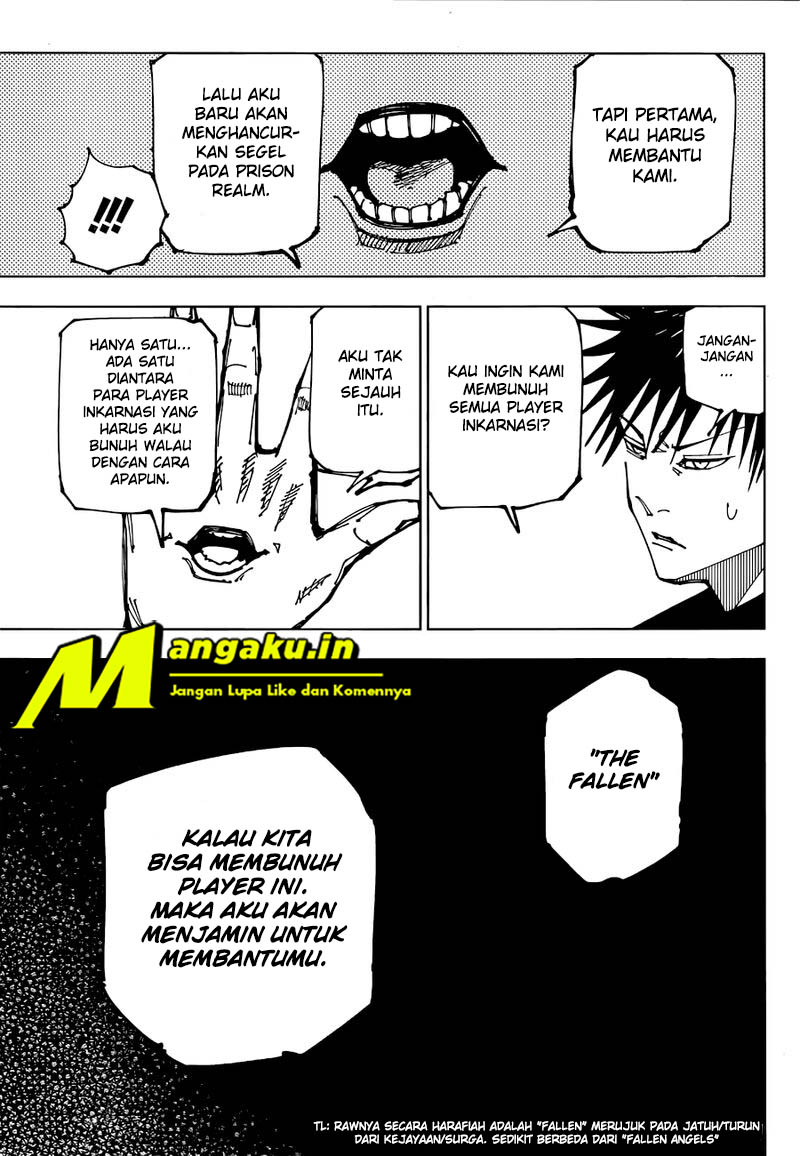 TAPI PERTAMA,
KAU HARUS
MEMBANTU
KAMI.
LALU AKU
BARU AKAN
MENGHANCUR-
KAN SEGEL
PADA PRISON
REALM.
!!!
JANGAN-
JANGAN
...
KAU INGIN KAMI
MEMBUNUH
SEMUA PLAYER
INKARNASI?
AKU TAK
MINTA
SEJAUH
ITU.
HANYA SATU...
ADA SATU
DIANTARA
PARA PLAYER
INKARNASI YANG
HARUS AKU
BUNUH WALAU
DENGAN CARA
APAPUN.
Mangaku.in
Jangan Lupa Like dan Komennya
"THE
FALLEN"
KALAU KITA
BISA MEMBUNUH
PLAYER INI.
MAKA AKU AKAN
MENJAMIN UNTUK
MEMBANTUMU.
TL: RAWNYA SECARA HARAFIAH ADALAH "FALLEN" MERUJUK PADA JATUH/TURUN
DARI KEJAYAAN/SURGA. SEDIKIT BERBEDA DARI "FALLEN ANGELS"